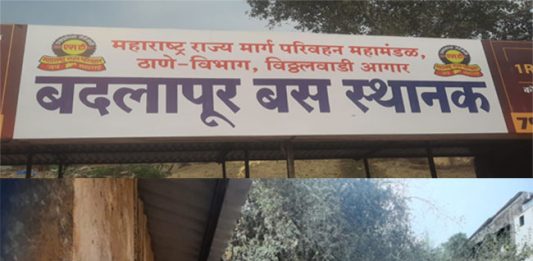 महाराष्ट्र राज्य मार्ग परिवहन महामंडळ,
ठाणे-विभाग, विठ्ठलवाडी आगार
बदलापूर बस स्थानक